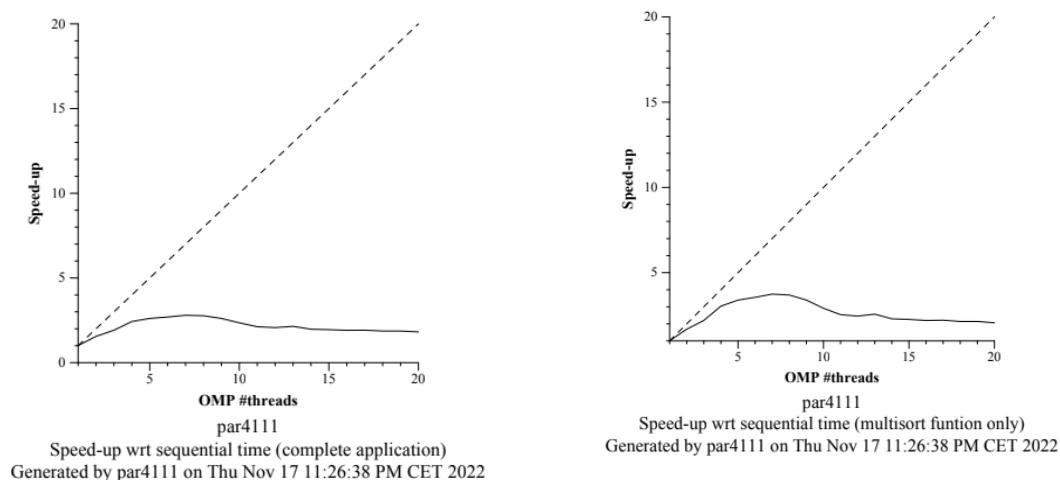 20
15
10
5
0
Speed-up
5
10
15
20
OMP #threads
par4111
Speed-up wrt sequential time (complete application)
Generated by par4111 on Thu Nov 17 11:26:38 PM CET 2022
20
15
10
5
Speed-up
5
10
15
20
OMP #threads
par4111
Speed-up wrt sequential time (multisort funtion only)
Generated by par4111 on Thu Nov 17 11:26:38 PM CET 2022